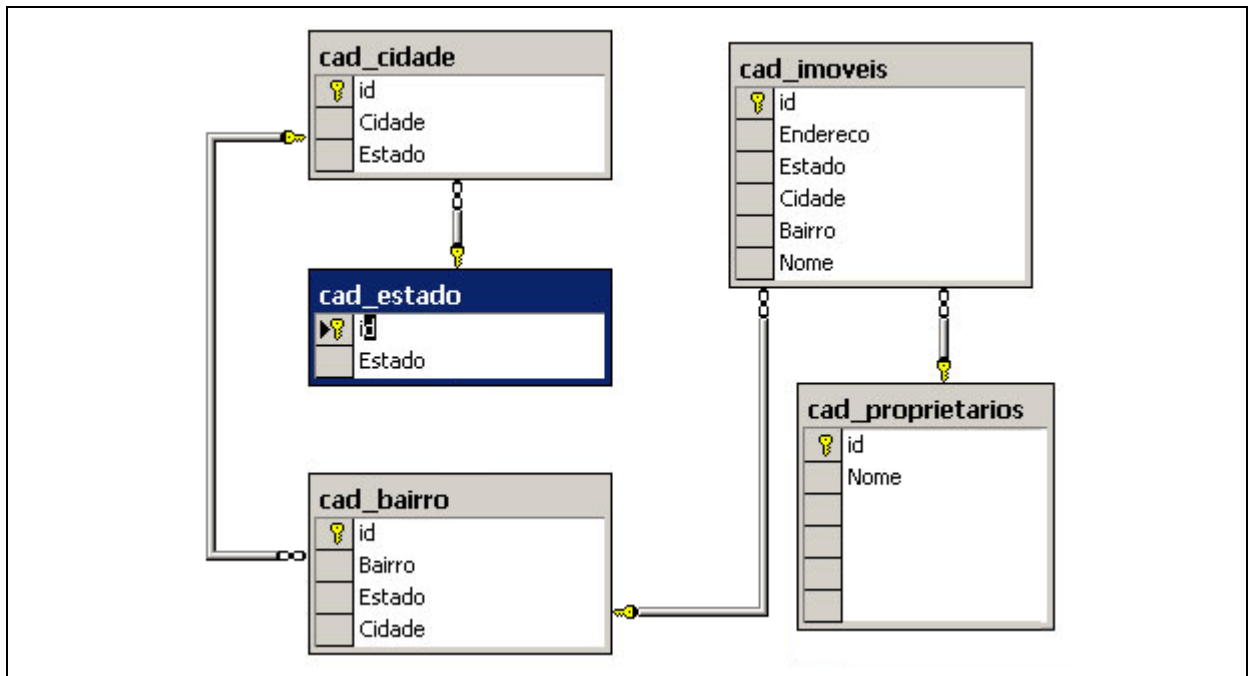 cad_cidade
id
Cidade
Estado
cad_estado
id
Estado
cad_bairro
id
Bairro
Estado
Cidade
cad_imoveis
id
Endereco
Estado
Cidade
Bairro
Nome
cad_proprietarios
id
Nome